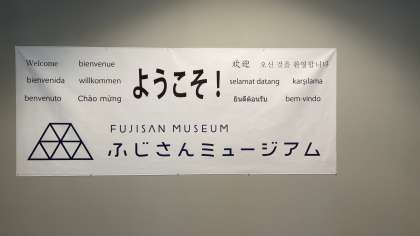 Welcome bienvenue
bienvenida willkommen
benvenuto Chào mừng
ようこそ！
欢迎 오신 것을 환영합니다
selamat datang karşılama
ยินดีต้อนรับ bem-vindo
FUJISAN MUSEUM
ふじさんミュージアム